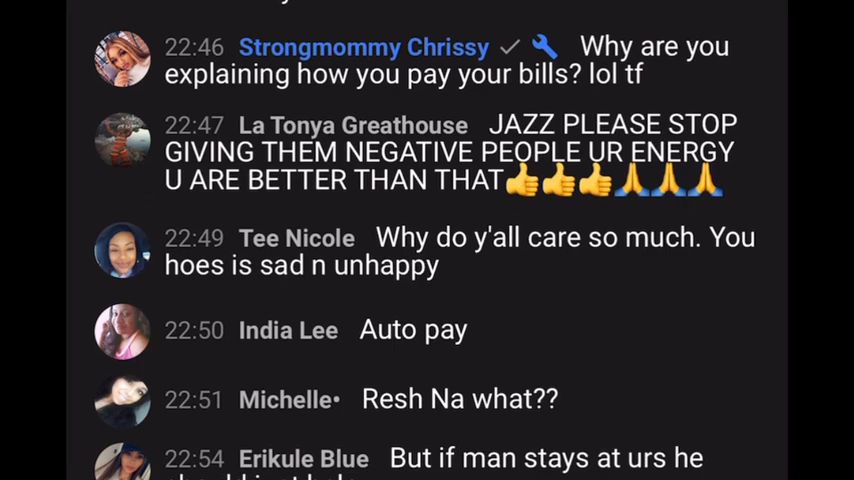 22:46 Strongmommy Chrissy Why are you
explaining how you pay your bills? lol tf
22:47 La Tonya Greathouse JAZZ PLEASE STOP
GIVING THEM NEGATIVE PEOPLE UR ENERGY
U ARE BETTER THAN THAT👍👍👍🙏🙏🙏
22:49 Tee Nicole Why do y'all care so much. You
hoes is sad n unhappy
22:50 India Lee Auto pay
22:51 Michelle• Resh Na what??
22:54 Erikule Blue But if man stays at urs he